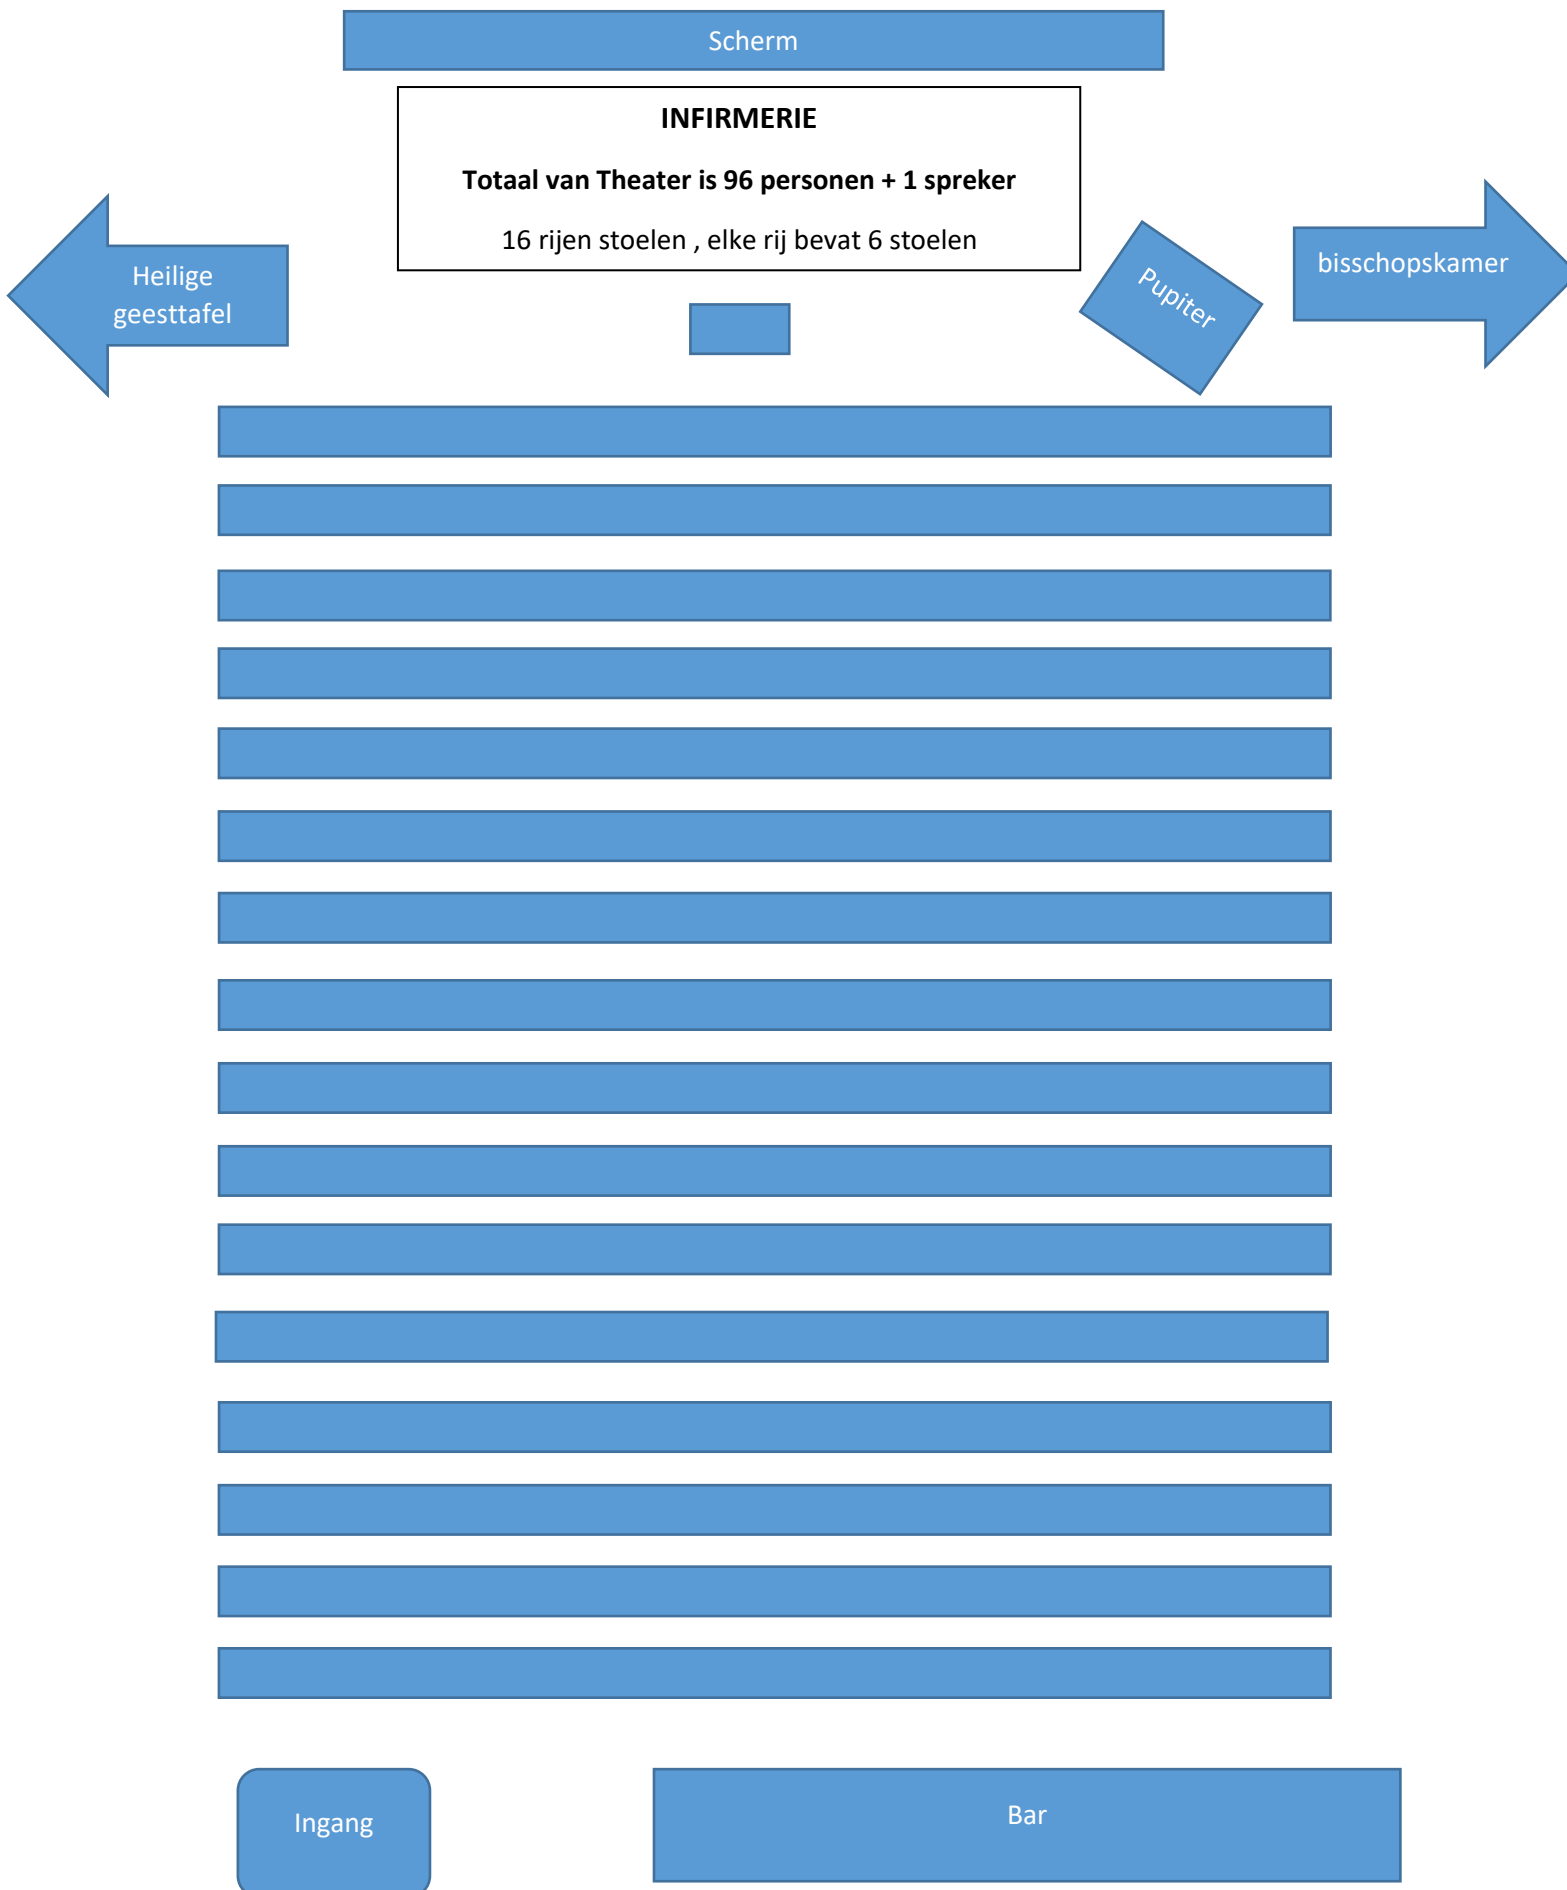 Scherm
INFIRMERIE
Totaal van Theater is 96 personen + 1 spreker
16 rijen stoelen , elke rij bevat 6 stoelen
Heilige
geesttafel
Pupiter
bisschopskamer
Ingang
Bar